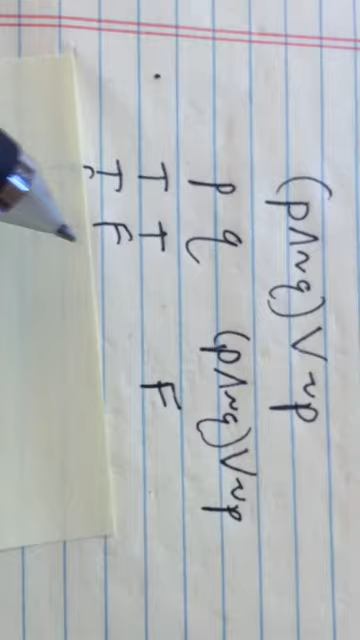 (p∧~q)∨~p
p q (p∧~q)∨~p
T T F
T F